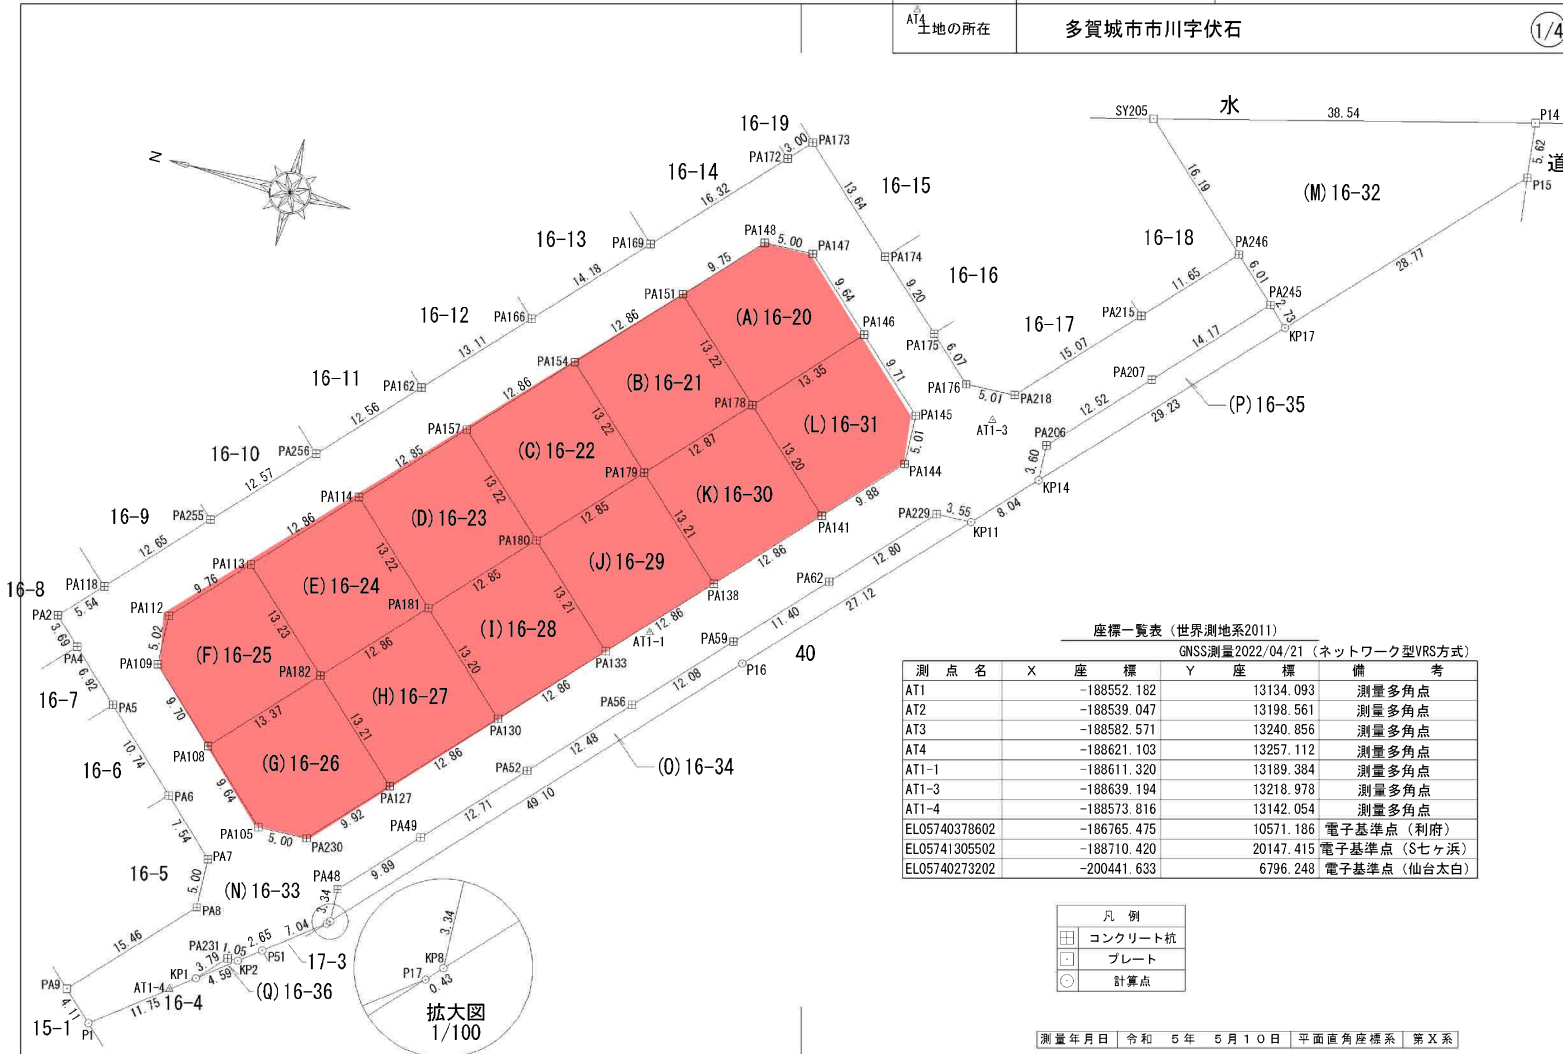 AT4
土地の所在 多賀城市市川字伏石 1/4
N
16-19
PA173
PA172
3.00
16-14
16.32
13.64
16-15
SY205
水
38.54
P14
5.62
道
P15
16.19
(M)16-32
16-13
PA169
PA148
5.00
PA147
PA174
16-18
PA246
14.18
9.75
9.64
9.20
16-16
11.65
6.01
28.77
16-12
PA166
PA151
(A)16-20
PA146
PA175
16-17
PA215
PA245
2.73
KP17
13.11
12.86
13.22
6.07
15.07
14.17
16-11
PA162
PA154
(B)16-21
13.35
9.71
PA176
5.01
PA218
PA207
12.56
12.86
13.22
PA178
(L)16-31
PA145
AT1-3
12.52
29.23
(P)16-35
16-10
PA256
PA157
(C)16-22
12.87
5.01
PA144
PA206
3.60
KP14
12.57
12.85
13.22
PA179
13.20
9.88
16-9
PA255
PA114
(D)16-23
12.85
(K)16-30
PA141
PA229
3.55
KP11
8.04
12.65
12.86
13.22
PA180
13.21
12.86
12.80
16-8
PA118
PA113
(E)16-24
12.85
(J)16-29
PA138
PA62
27.12
PA2
5.54
9.76
PA112
PA181
13.21
12.86
11.40
3.69
PA4
5.02
13.23
(I)16-28
AT1-1
PA59
40
PA109
(F)16-25
12.86
PA133
P16
6.92
PA182
13.20
12.86
12.08
16-7
PA5
9.70
13.37
(H)16-27
PA130
PA56
PA108
13.21
12.86
12.48
16-6
10.74
(G)16-26
PA127
PA52
(O)16-34
PA6
9.64
9.92
12.71
49.10
7.54
PA105
5.00
PA230
PA49
16-5
PA7
9.89
5.00
(N)16-33
PA48
PA8
3.34
15.46
PA231
1.05
2.65
7.04
KP1
3.79
KP2
P51
17-3
4.59
PA9
AT1-4
16-4
(Q)16-36
4.11
11.75
15-1
P1
3.34
KP8
P17
0.43
拡大図
1/100
座標一覧表(世界測地系2011)
GNSS測量2022/04/21(ネットワーク型VRS方式)
測点名 X座標 Y座標 備考
AT1 -188552.182 13134.093 測量多角点
AT2 -188539.047 13198.561 測量多角点
AT3 -188582.571 13240.856 測量多角点
AT4 -188621.103 13257.112 測量多角点
AT1-1 -188611.320 13189.384 測量多角点
AT1-3 -188639.194 13218.978 測量多角点
AT1-4 -188573.816 13142.054 測量多角点
EL05740378602 -186765.475 10571.186 電子基準点(利府)
EL05741305502 -188710.420 20147.415 電子基準点(S七ヶ浜)
EL05740273202 -200441.633 6796.248 電子基準点(仙台太白)
凡例
コンクリート杭
プレート
計算点
測量年月日 令和 5年 5月10日 平面直角座標系 第X系